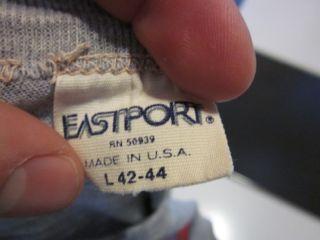 EASTPORT®
RN 50939
MADE IN U.S.A.
L 42-44